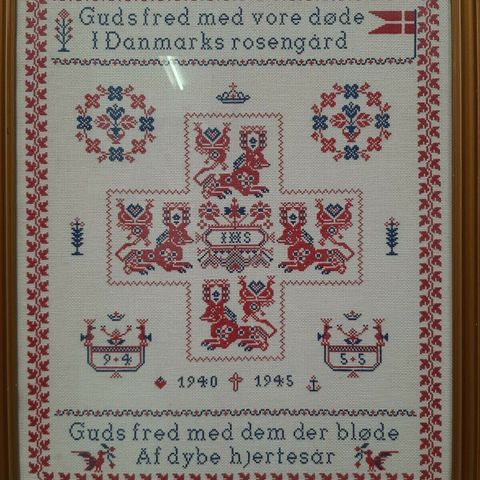 Guds fred med vore døde
I Danmarks rosengård
IHS
9+4 5+5
1940 1945
Guds fred med dem der bløde
Af dybe hjertesår